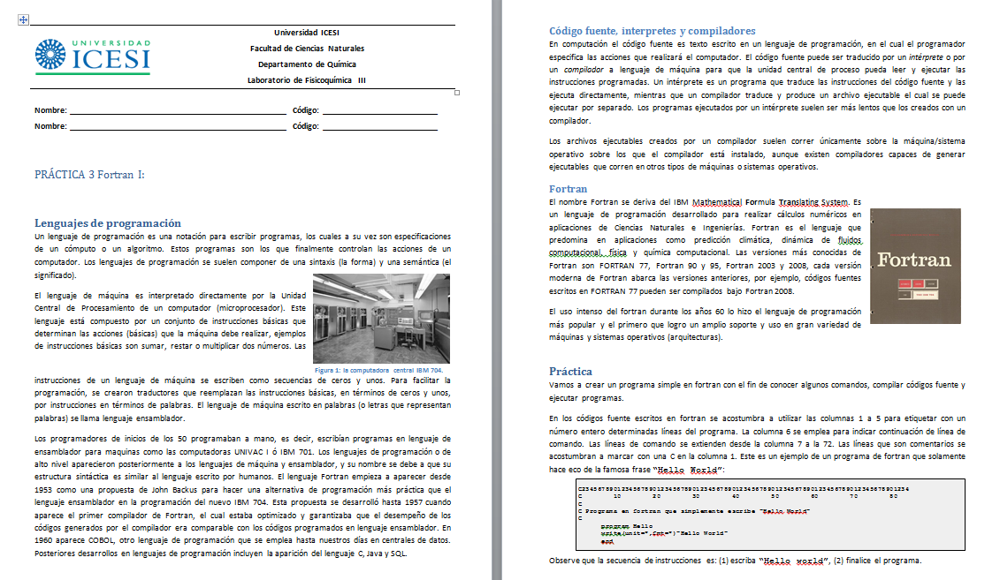 UNIVERSIDAD
ICESI
Universidad ICESI
Facultad de Ciencias Naturales
Departamento de Química
Laboratorio de Fisicoquímica III
Nombre: Código:
Nombre: Código:
PRÁCTICA 3 Fortran I:
Lenguajes de programación
Un lenguaje de programación es una notación para escribir programas, los cuales a su vez son especificaciones
de un cómputo o un algoritmo. Estos programas son los que finalmente controlan las acciones de un
computador. Los lenguajes de programación se suelen componer de una sintaxis (la forma) y una semántica (el
significado).
El lenguaje de máquina es interpretado directamente por la Unidad
Central de Procesamiento de un computador (microprocesador). Este
lenguaje está compuesto por un conjunto de instrucciones básicas que
determinan las acciones (básicas) que la máquina debe realizar, ejemplos
de instrucciones básicas son sumar, restar o multiplicar dos números. Las
Figura 1: la computadora central IBM 704.
instrucciones de un lenguaje de máquina se escriben como secuencias de ceros y unos. Para facilitar la
programación, se crearon traductores que reemplazan las instrucciones básicas, en términos de ceros y unos,
por instrucciones en términos de palabras. El lenguaje de máquina escrito en palabras (o letras que representan
palabras) se llama lenguaje ensamblador.
Los programadores de inicios de los 50 programaban a mano, es decir, escribían programas en lenguaje de
ensamblador para maquinas como las computadoras UNIVAC I ó IBM 701. Los lenguajes de programación o de
alto nivel aparecieron posteriormente a los lenguajes de máquina y ensamblador, y su nombre se debe a que su
estructura sintáctica es similar al lenguaje escrito por humanos. El lenguaje Fortran empieza a aparecer desde
1953 como una propuesta de John Backus para hacer una alternativa de programación más práctica que el
lenguaje ensamblador en la programación del nuevo IBM 704. Esta propuesta se desarrolló hasta 1957 cuando
aparece el primer compilador de Fortran, el cual estaba optimizado y garantizaba que el desempeño de los
códigos generados por el compilador era comparable con los códigos programados en lenguaje ensamblador. En
1960 aparece COBOL, otro lenguaje de programación que se emplea hasta nuestros días en centrales de datos.
Posteriores desarrollos en lenguajes de programación incluyen la aparición del lenguaje C, Java y SQL.
Código fuente, interpretes y compiladores
En computación el código fuente es texto escrito en un lenguaje de programación, en el cual el programador
especifica las acciones que realizará el computador. El código fuente puede ser traducido por un intérprete o por
un compilador a lenguaje de máquina para que la unidad central de proceso pueda leer y ejecutar las
instrucciones programadas. Un intérprete es un programa que traduce las instrucciones del código fuente y las
ejecuta directamente, mientras que un compilador traduce y produce un archivo ejecutable el cual se puede
ejecutar por separado. Los programas ejecutados por un intérprete suelen ser más lentos que los creados con un
compilador.
Los archivos ejecutables creados por un compilador suelen correr únicamente sobre la máquina/sistema
operativo sobre los que el compilador está instalado, aunque existen compiladores capaces de generar
ejecutables que corren en otros tipos de máquinas o sistemas operativos.
Fortran
El nombre Fortran se deriva del IBM Mathematical Formula Translating System. Es
un lenguaje de programación desarrollado para realizar cálculos numéricos en
aplicaciones de Ciencias Naturales e Ingenierías. Fortran es el lenguaje que
predomina en aplicaciones como predicción climática, dinámica de fluidos
computacional, física y química computacional. Las versiones más conocidas de
Fortran son FORTRAN 77, Fortran 90 y 95, Fortran 2003 y 2008, cada versión
moderna de Fortran abarca las versiones anteriores, por ejemplo, códigos fuentes
escritos en FORTRAN 77 pueden ser compilados bajo Fortran 2008.
Fortran
El uso intenso del fortran durante los años 60 lo hizo el lenguaje de programación
más popular y el primero que logro un amplio soporte y uso en gran variedad de
máquinas y sistemas operativos (arquitecturas).
Práctica
Vamos a crear un programa simple en fortran con el fin de conocer algunos comandos, compilar códigos fuente y
ejecutar programas.
En los códigos fuente escritos en fortran se acostumbra a utilizar las columnas 1 a 5 para etiquetar con un
número entero determinadas líneas del programa. La columna 6 se emplea para indicar continuación de línea de
comando. Las líneas de comando se extienden desde la columna 7 a la 72. Las líneas que son comentarios se
acostumbran a marcar con una C en la columna 1. Este es un ejemplo de un programa de fortran que solamente
hace eco de la famosa frase "Hello World":
C23456789012345678901234567890123456789012345678901234567890123456789012345678901234
C 10 20 30 40 50 60 70 80
C
C Programa en fortran que simplemente escribe "Hello World"
C
program Hello
write(unit=*,fmt=*)"Hello World"
end
Observe que la secuencia de instrucciones es: (1) escriba "Hello world", (2) finalice el programa.